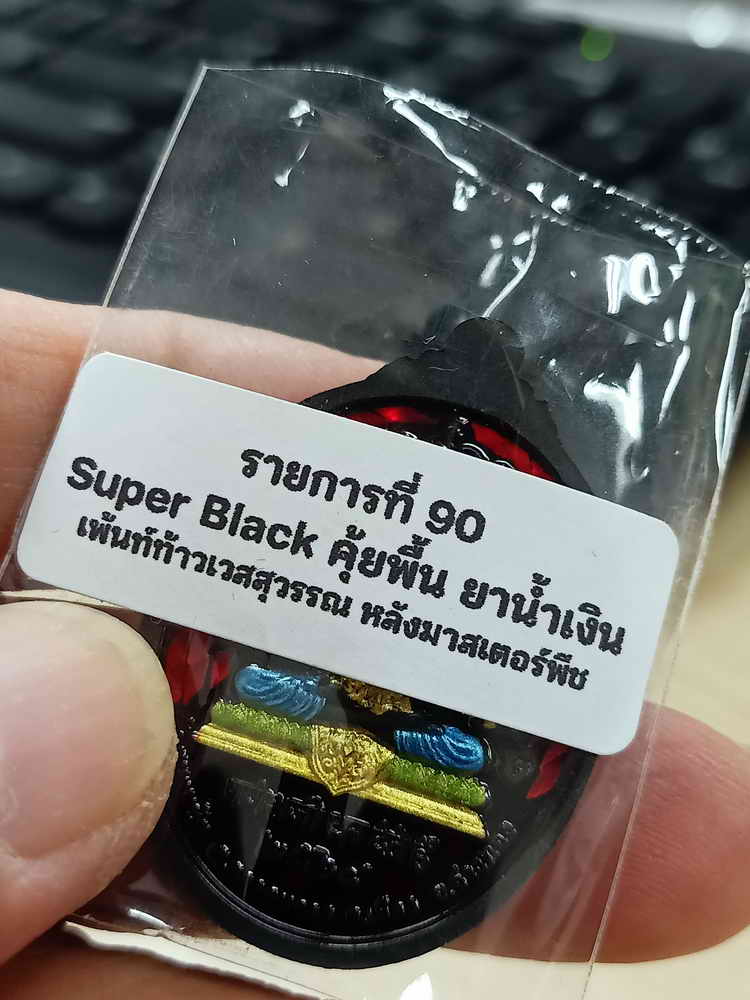 รายการที่ 90
Super Black คุ้ยพื้น ยาน้ำเงิน
เพ้นท์ท้าวเวสสุวรรณ หลังมาสเตอร์พีช